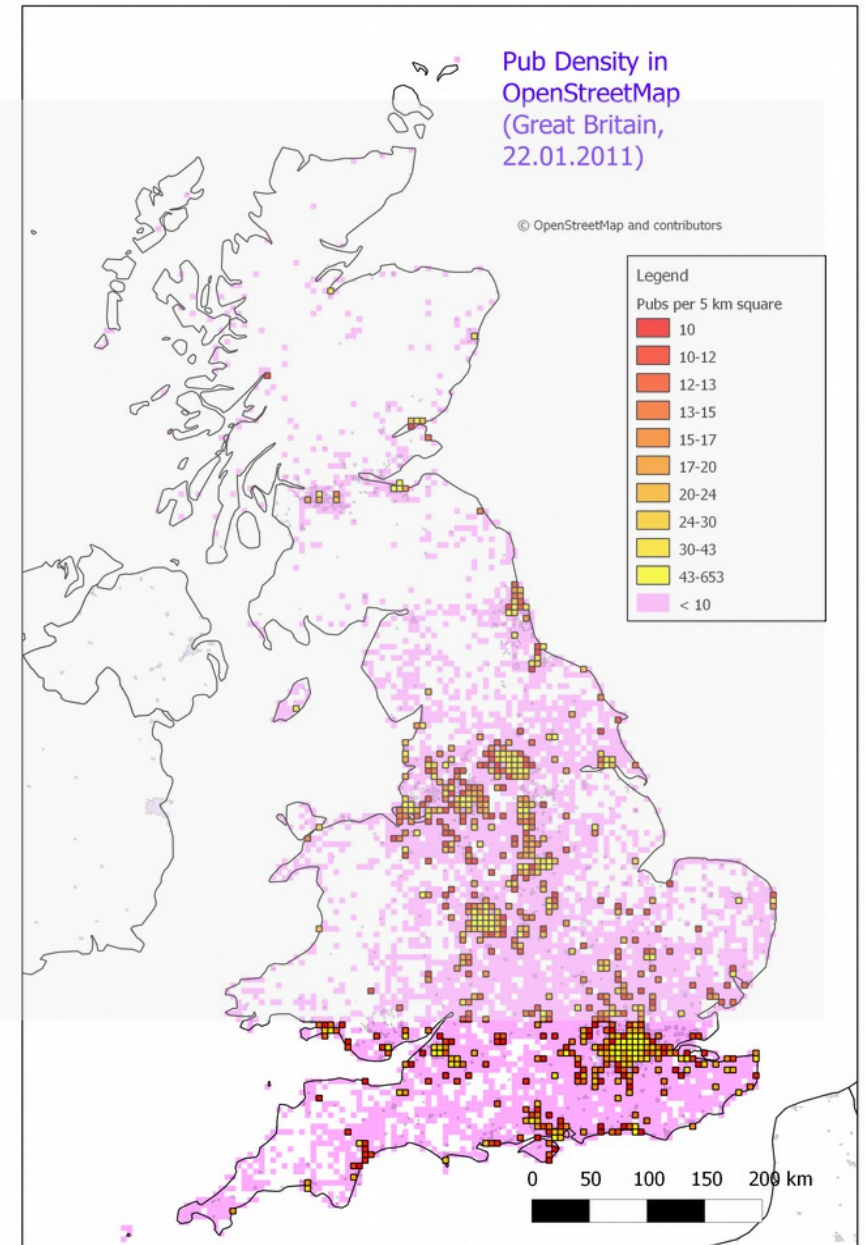 Pub Density in
OpenStreetMap
(Great Britain,
22.01.2011)
© OpenStreetMap and contributors
Legend
Pubs per 5 km square
10
10-12
12-13
13-15
15-17
17-20
20-24
24-30
30-43
43-653
< 10
0 50 100 150 200 km